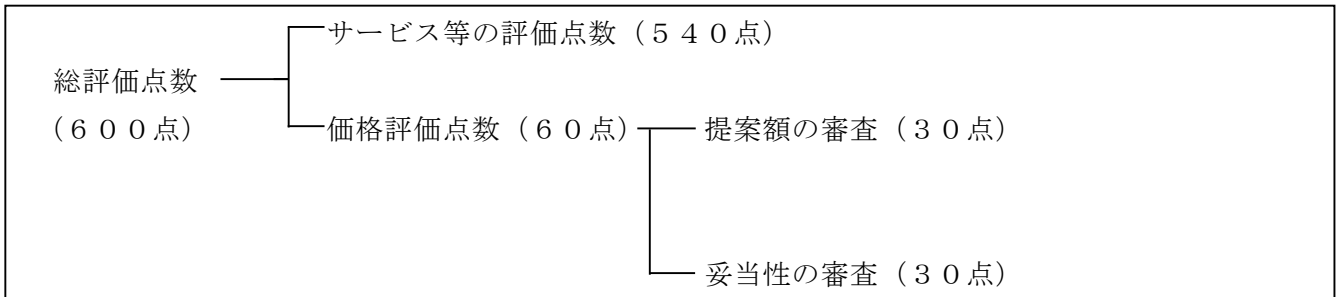 サービス等の評価点数（５４０点）
総評価点数
（６００点）
価格評価点数（６０点）
提案額の審査（３０点）
妥当性の審査（３０点）